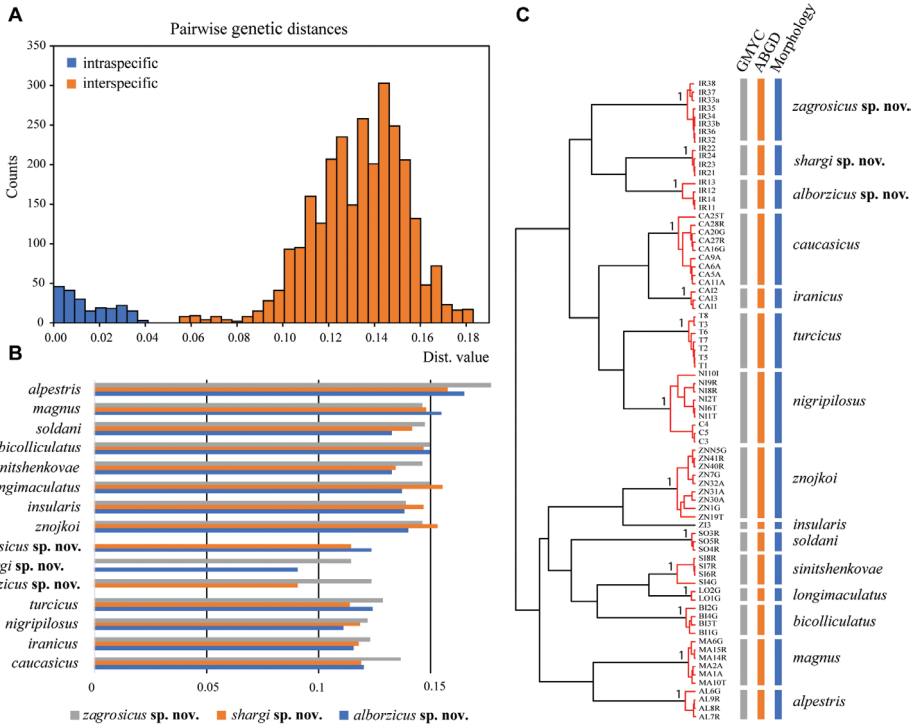 A
Pairwise genetic distances
350
300
250
200
150
100
50
0
Counts
intraspecific
interspecific
0.00
0.02
0.04
0.06
0.08
0.10
0.12
0.14
0.16
0.18
Dist. value
B
alpestris
magnus
soldani
bicolliculatus
nitshenkovae
ngimaculatus
insularis
znojkoi
sicus sp. nov.
gi sp. nov.
zicus sp. nov.
turcicus
nigripilosus
iranicus
caucasicus
0
0.05
0.1
0.15
zagrosicus sp. nov.
shargi sp. nov.
alborzicus sp. nov.
C
GMYC
ABGD
Morphology
1
IR38
IR37
IR33a
IR35
IR34
IR33b
IR36
IR32
zagrosicus sp. nov.
1
IR22
IR24
IR23
IR21
shargi sp. nov.
1
IR13
IR12
IR14
IR11
alborzicus sp. nov.
1
CA25T
CA28R
CA20G
CA27R
CA16G
CA9A
CA6A
CA5A
CA11A
caucasicus
1
CAI2
CAI3
CAI1
iranicus
1
T8
T3
T6
T7
T2
T5
T1
turcicus
1
NI10I
NI9R
NI8R
NI2T
NI6T
NI1T
C4
C5
C3
nigripilosus
1
ZNN5G
ZN41R
ZN40R
ZN7G
ZN32A
ZN31A
ZN30A
ZN1G
ZN19T
znojkoi
ZI3
insularis
1
SO3R
SO5R
SO4R
soldani
1
SI8R
SI7R
SI6R
SI4G
sinitshenkovae
1
LO2G
LO1G
longimaculatus
1
BI2G
BI4G
BI3T
BI1G
bicolliculatus
1
MA6G
MA15R
MA14R
MA2A
MA1A
MA10T
magnus
1
AL6G
AL9R
AL8R
AL7R
alpestris